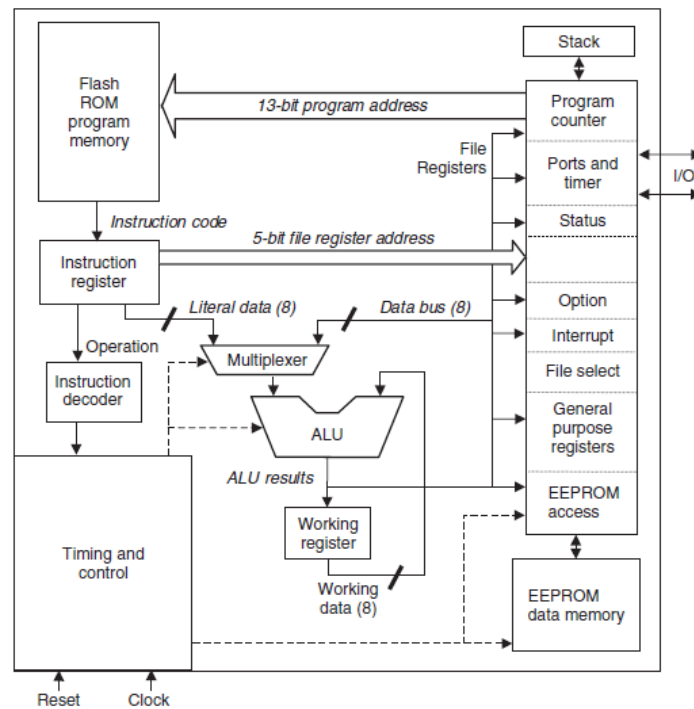 Stack
Flash
ROM
program
memory
13-bit program address
Program
counter
File
Registers
Ports and
timer
I/O
Instruction code
Status
5-bit file register address
Instruction
register
Literal data (8)
Data bus (8)
Option
Operation
Multiplexer
Interrupt
Instruction
decoder
File select
ALU
General
purpose
registers
ALU results
EEPROM
access
Working
register
Timing and
control
Working
data (8)
EEPROM
data memory
Reset
Clock